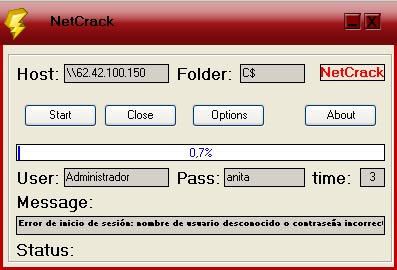 NetCrack
Host: \\62.42.100.150 Folder: C$ NetCrack
Start Close Options About
0,7%
User: Administrador Pass: anita time: 3
Message:
Error de inicio de sesión: nombre de usuario desconocido o contraseña incorrect
Status: